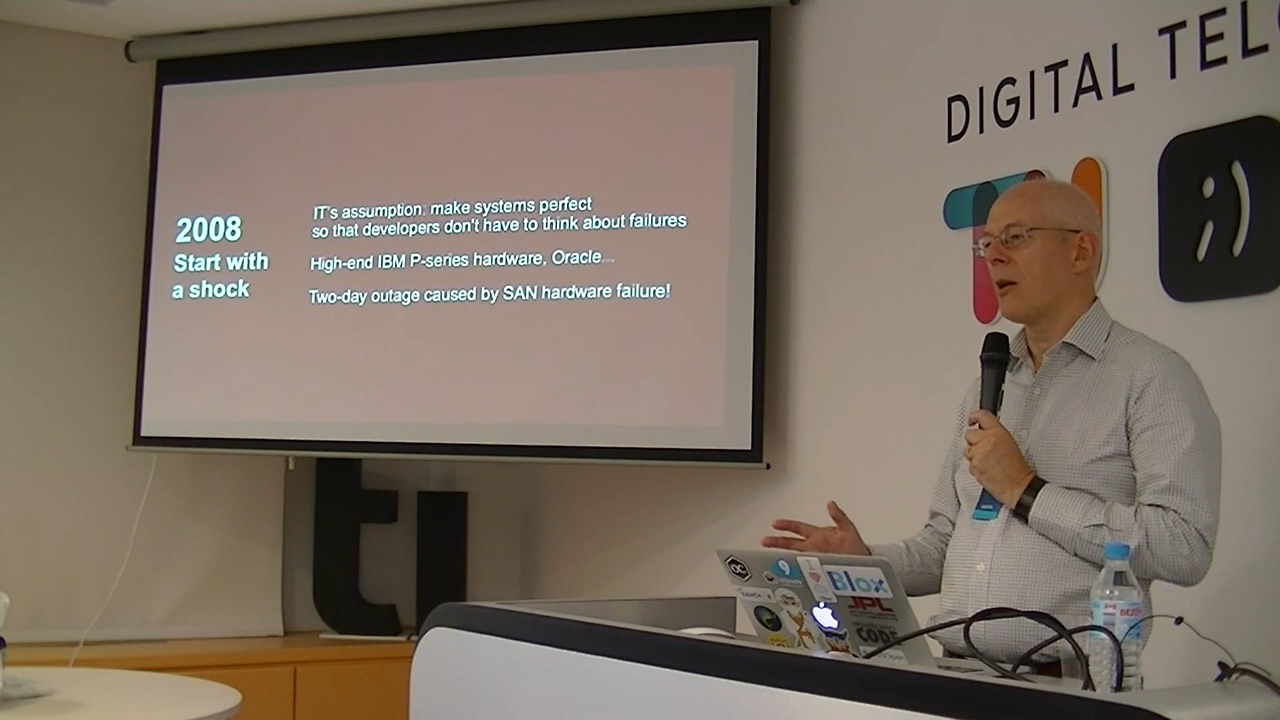 DIGITAL TEL
2008
Start with
a shock
IT's assumption: make systems perfect
so that developers don't have to think about failures
High-end IBM P-series hardware, Oracle...
Two-day outage caused by SAN hardware failure!
;)
ti
Blox
JPL
CODE